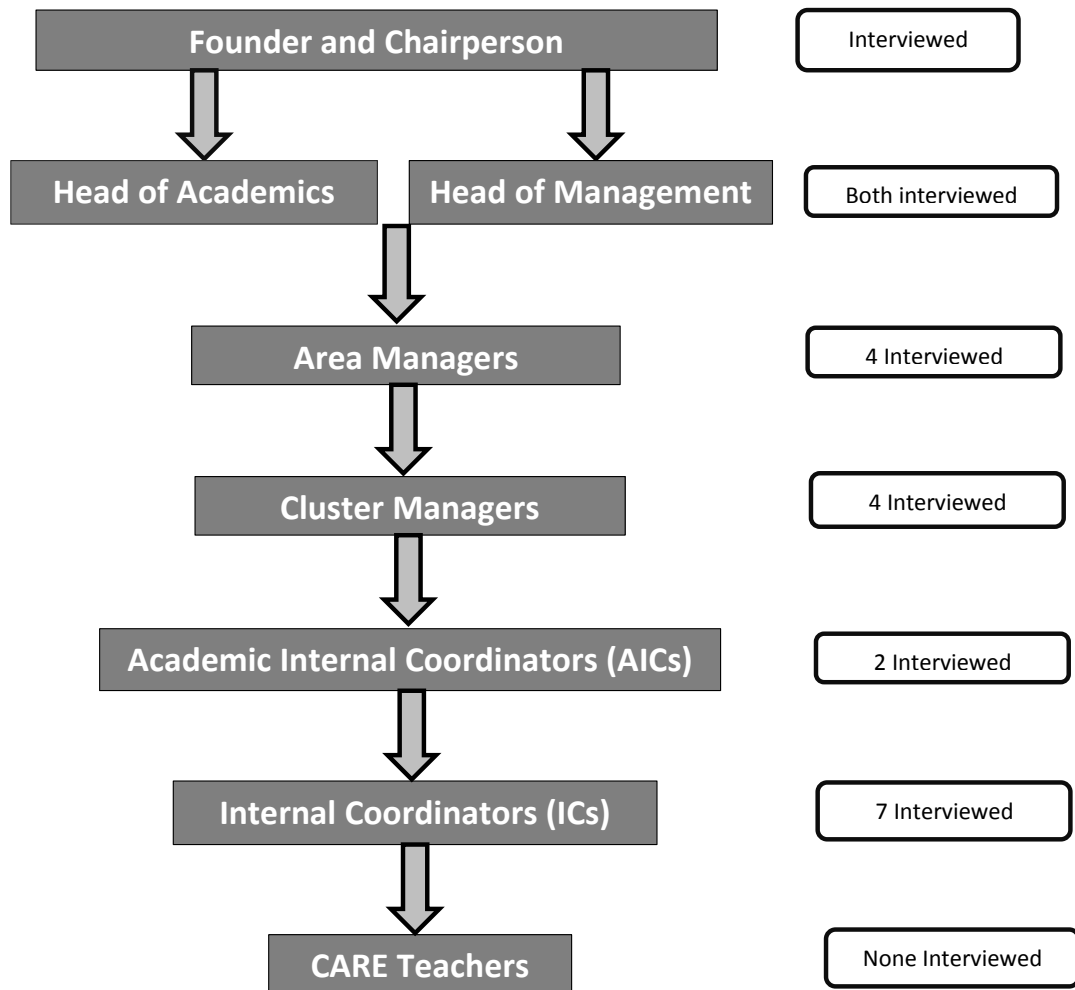 Founder and Chairperson
Interviewed
Head of Academics
Head of Management
Both interviewed
Area Managers
4 Interviewed
Cluster Managers
4 Interviewed
Academic Internal Coordinators (AICs)
2 Interviewed
Internal Coordinators (ICs)
7 Interviewed
CARE Teachers
None Interviewed